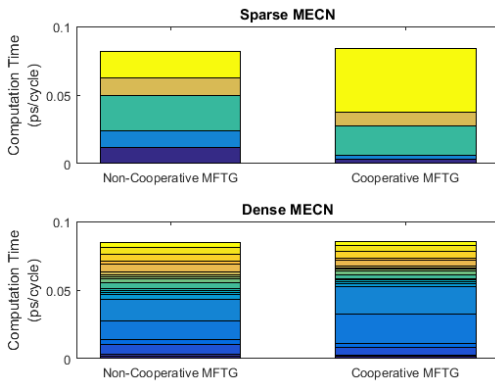 Sparse MECN
0.1
0.05
0
Computation Time
(ps/cycle)
Non-Cooperative MFTG
Cooperative MFTG
Dense MECN
0.1
0.05
0
Computation Time
(ps/cycle)
Non-Cooperative MFTG
Cooperative MFTG